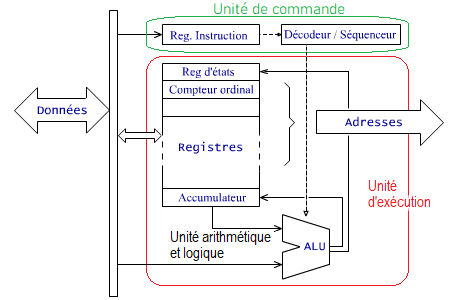 Unité de commande
Reg. Instruction
Décodeur / Séquenceur
Reg d'états
Compteur ordinal
Données
Adresses
Registres
Unité
d'exécution
Accumulateur
Unité arithmétique
et logique
ALU